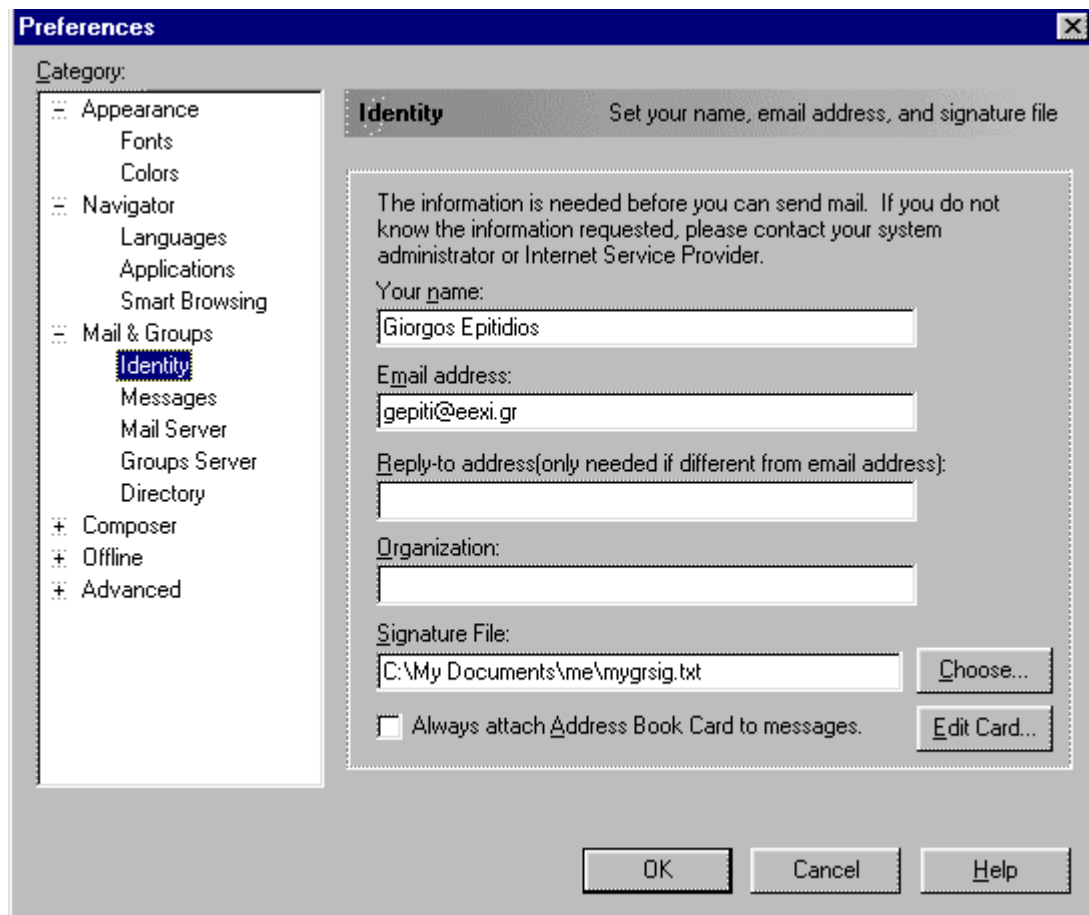 Preferences
Category:
Appearance
Fonts
Colors
Navigator
Languages
Applications
Smart Browsing
Mail & Groups
Identity
Messages
Mail Server
Groups Server
Directory
Composer
Offline
Advanced
Identity
Set your name, email address, and signature file
The information is needed before you can send mail. If you do not
know the information requested, please contact your system
administrator or Internet Service Provider.
Your name:
Giorgos Epitidios
Email address:
gepiti@eexi.gr
Reply-to address(only needed if different from email address):
Organization:
Signature File:
C:\My Documents\me\mygrsig.txt
Choose...
Always attach Address Book Card to messages.
Edit Card...
OK
Cancel
Help